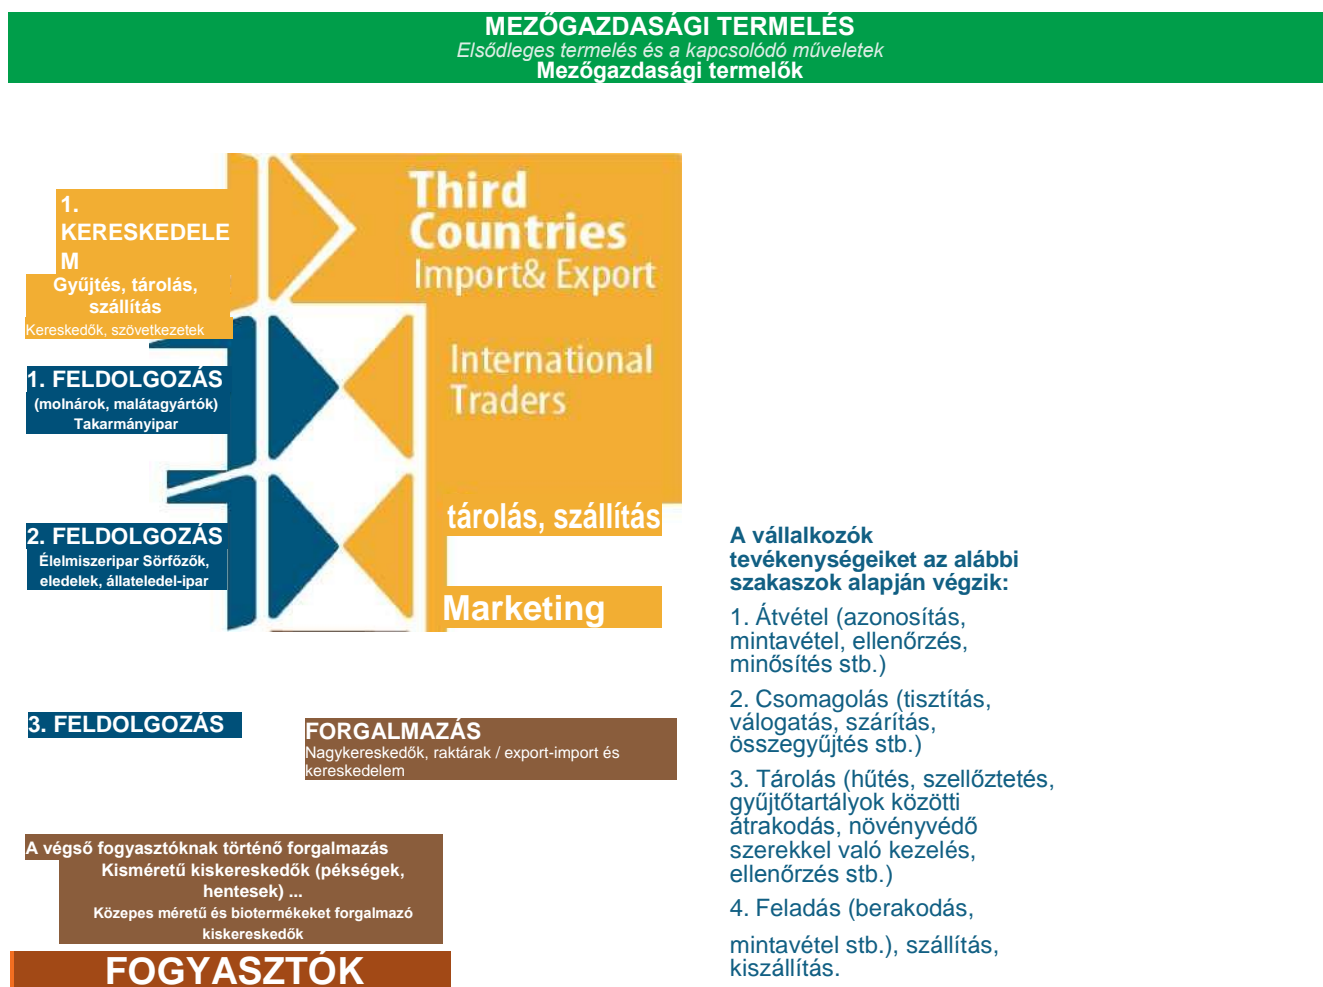 MEZŐGAZDASÁGI TERMELÉS
Elsődleges termelés és a kapcsolódó műveletek
Mezőgazdasági termelők
1.
KERESKEDELE
M
Gyűjtés, tárolás,
szállítás
Kereskedők, szövetkezetek
Third
Countries
Import& Export
1. FELDOLGOZÁS
(molnárok, malátagyártók)
Takarmányipar
International
Traders
tárolás, szállítás
2. FELDOLGOZÁS
Élelmiszeripar Sörfőzők,
eledelek, állateledel-ipar
Marketing
3. FELDOLGOZÁS
FORGALMAZÁS
Nagykereskedők, raktárak / export-import és
kereskedelem
A végső fogyasztóknak történő forgalmazás
Kisméretű kiskereskedők (pékségek,
hentesek) ...
Közepes méretű és biotermékeket forgalmazó
kiskereskedők
FOGYASZTÓK
A vállalkozók
tevékenységeiket az alábbi
szakaszok alapján végzik:
1. Átvétel (azonosítás,
mintavétel, ellenőrzés,
minősítés stb.)
2. Csomagolás (tisztítás,
válogatás, szárítás,
összegyűjtés stb.)
3. Tárolás (hűtés, szellőztetés,
gyűjtőtartályok közötti
átrakodás, növényvédő
szerekkel való kezelés,
ellenőrzés stb.)
4. Feladás (berakodás,
mintavétel stb.), szállítás,
kiszállítás.